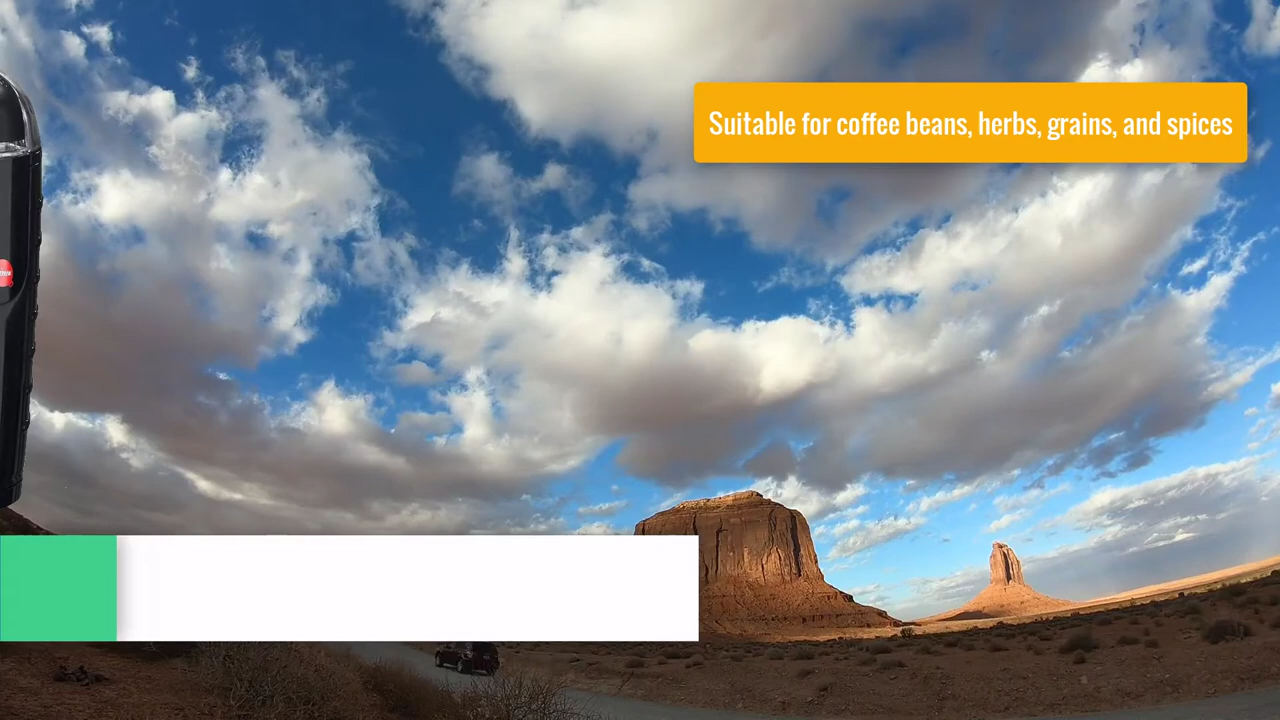 Suitable for coffee beans, herbs, grains, and spices